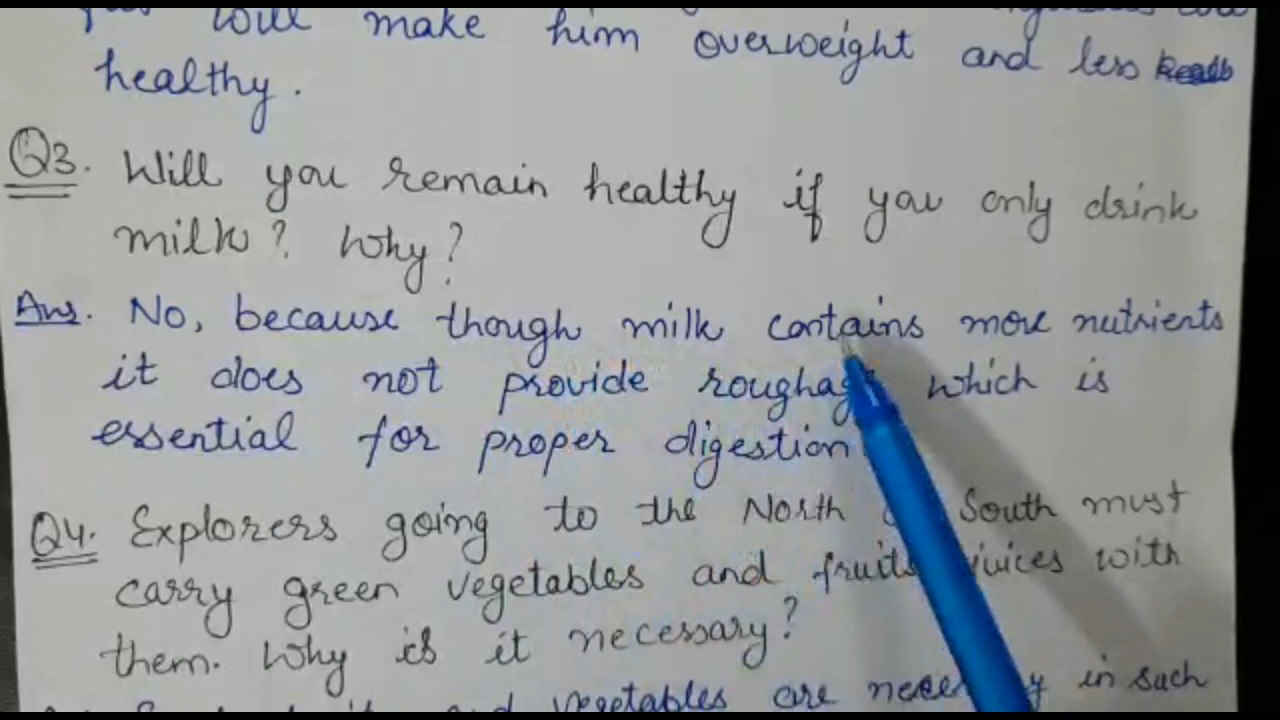 will make him overweight and less
healthy.
Q3. Will you remain healthy if you only drink
milk? Why?
Ans. No, because though milk contains more nutrients
it does not provide roughage which is
essential for proper digestion
Q4. Explorers going to the North South must
carry green vegetables and fruits juices with
them. Why is it necessary?
and vegetables are necessary in such